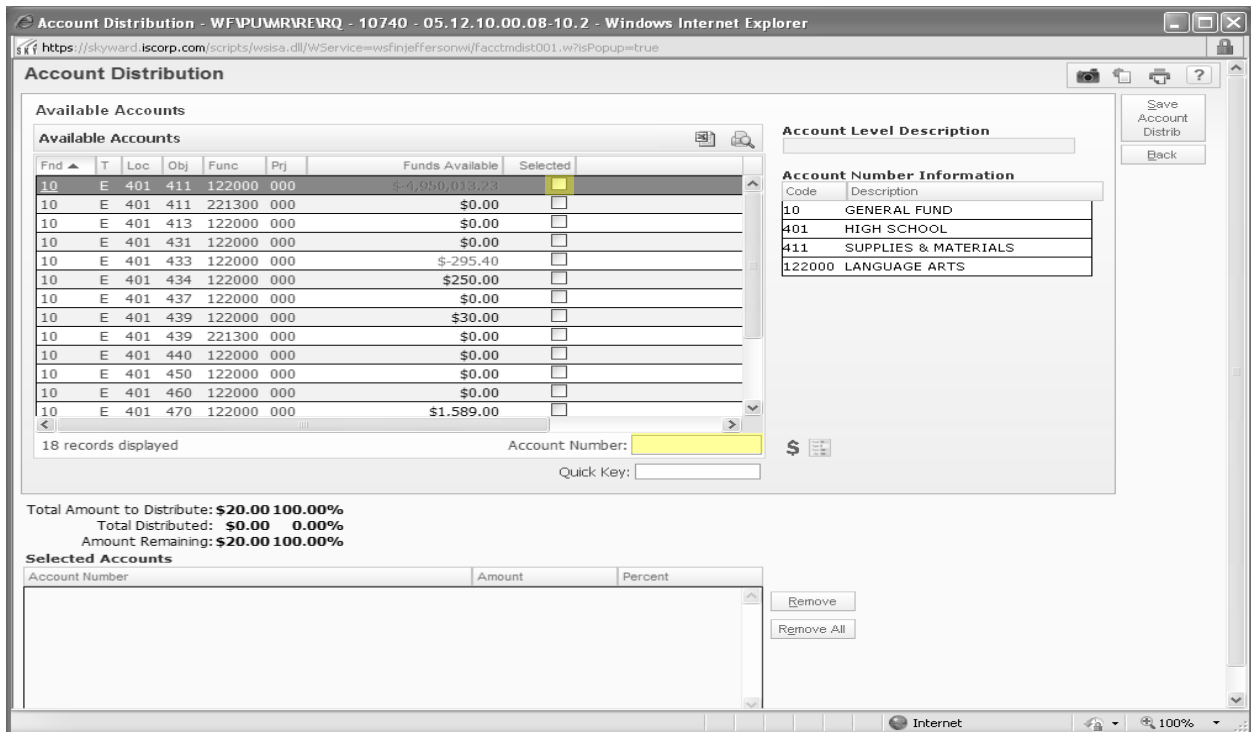 Account Distribution - WF\PU\MR\RE\RQ - 10740 - 05.12.10.00.08-10.2 - Windows Internet Explorer
https://skyward.iscorp.com/scripts/wsisa.dll/WService=wsfinjeffersonwi/facctmdist001.w?isPopup=true
Account Distribution
?
Available Accounts
Available Accounts
Fnd T Loc Obj Func Prj Funds Available Selected
10 E 401 411 122000 000 $-4,950,013.23
10 E 401 411 221300 000 $0.00
10 E 401 413 122000 000 $0.00
10 E 401 431 122000 000 $0.00
10 E 401 433 122000 000 $-295.40
10 E 401 434 122000 000 $250.00
10 E 401 437 122000 000 $0.00
10 E 401 439 122000 000 $30.00
10 E 401 439 221300 000 $0.00
10 E 401 440 122000 000 $0.00
10 E 401 450 122000 000 $0.00
10 E 401 460 122000 000 $0.00
10 E 401 470 122000 000 $1,589.00
18 records displayed
Account Number:
Quick Key:
Account Level Description
Account Number Information
Code Description
10 GENERAL FUND
401 HIGH SCHOOL
411 SUPPLIES & MATERIALS
122000 LANGUAGE ARTS
$
Save
Account
Distrib
Back
Total Amount to Distribute: $20.00 100.00%
Total Distributed: $0.00 0.00%
Amount Remaining: $20.00 100.00%
Selected Accounts
Account Number Amount Percent
Remove
Remove All
Internet
100%